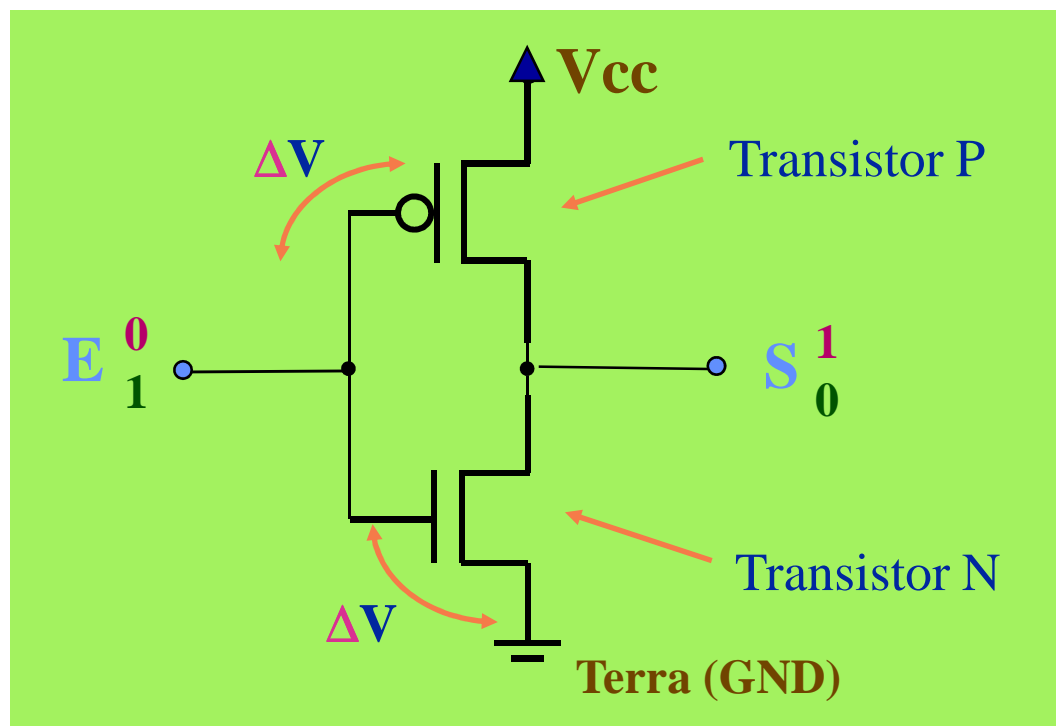 Vcc
ΔV
Transistor P
E 0
1
S 1
0
Transistor N
ΔV
Terra (GND)